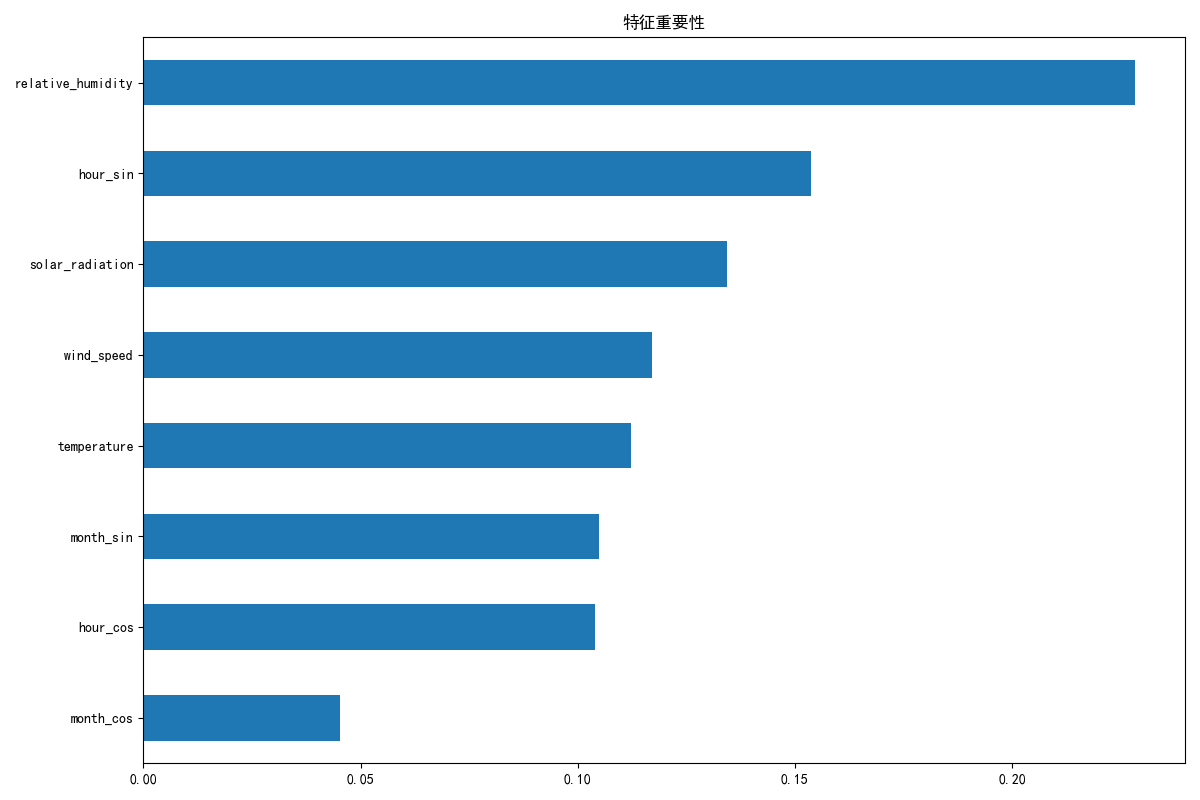 特征重要性
relative_humidity
hour_sin
solar_radiation
wind_speed
temperature
month_sin
hour_cos
month_cos
0.00 0.05 0.10 0.15 0.20